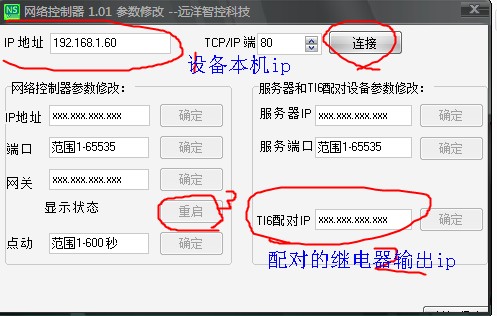 N5 网络控制器 1.01 参数修改 --远洋智控科技
IP 地址 192.168.1.60 TCP/IP 端 80 连接
设备本机ip
网络控制器参数修改: 服务器和TI6配对设备参数修改:
IP地址 xxx.xxx.xxx.xxx 确定 服务器IP xxx.xxx.xxx.xxx 确定
端口 范围1-65535 确定 服务端口 范围1-65535 确定
网关 xxx.xxx.xxx.xxx 确定
显示状态 重启 TI6配对IP xxx.xxx.xxx.xxx 确定
点动 范围1-600秒 确定
配对的继电器输出ip